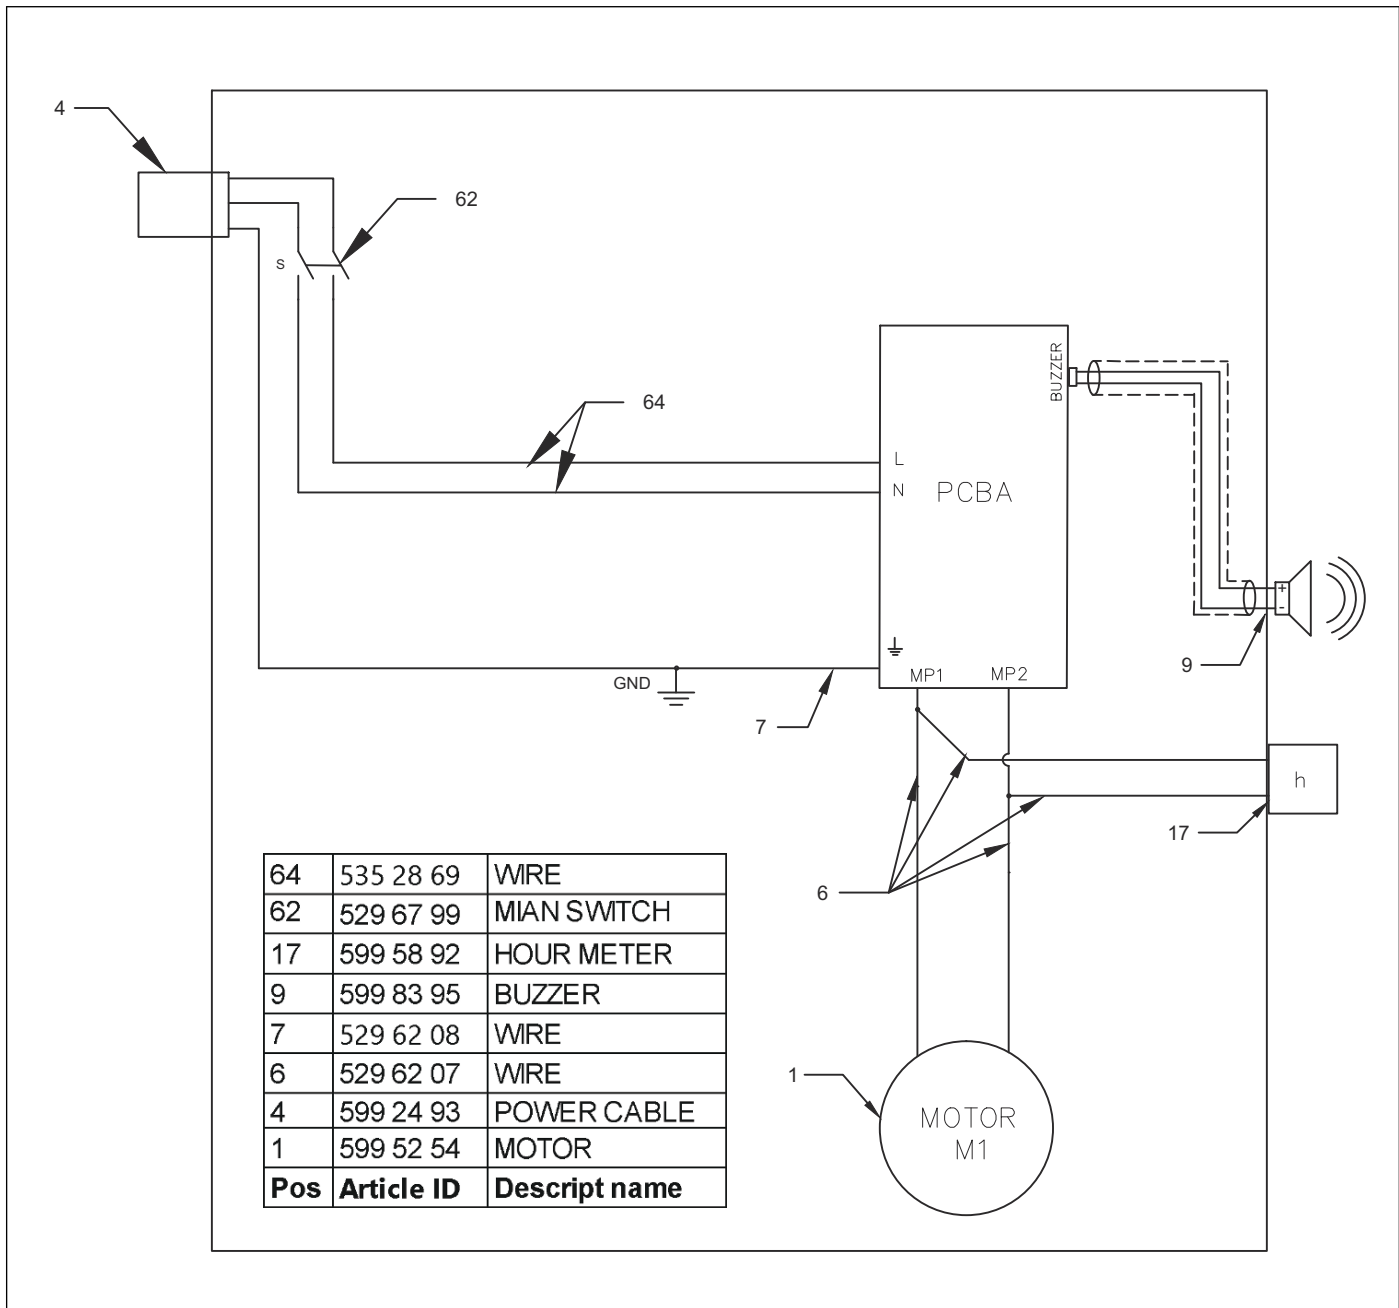 4
62
S
BUZZER
64
L
N
PCBA
+
-
9
GND
MP1
MP2
7
h
17
6
64 535 28 69 WIRE
62 529 67 99 MIAN SWITCH
17 599 58 92 HOUR METER
9 599 83 95 BUZZER
7 529 62 08 WIRE
6 529 62 07 WIRE
4 599 24 93 POWER CABLE
1 599 52 54 MOTOR
Pos Article ID Descript name
1
MOTOR
M1